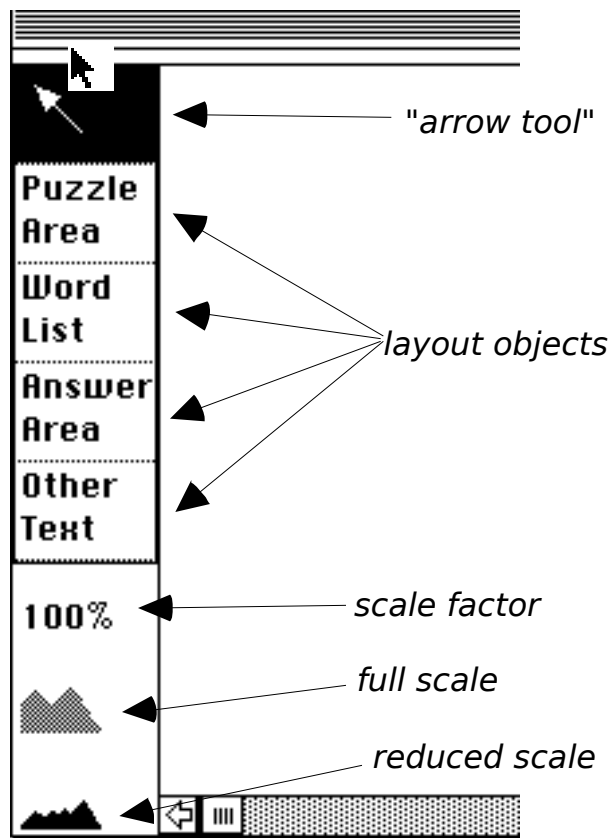 "arrow tool"
Puzzle
Area
Word
List
layout objects
Answer
Area
Other
Text
100%
scale factor
full scale
reduced scale